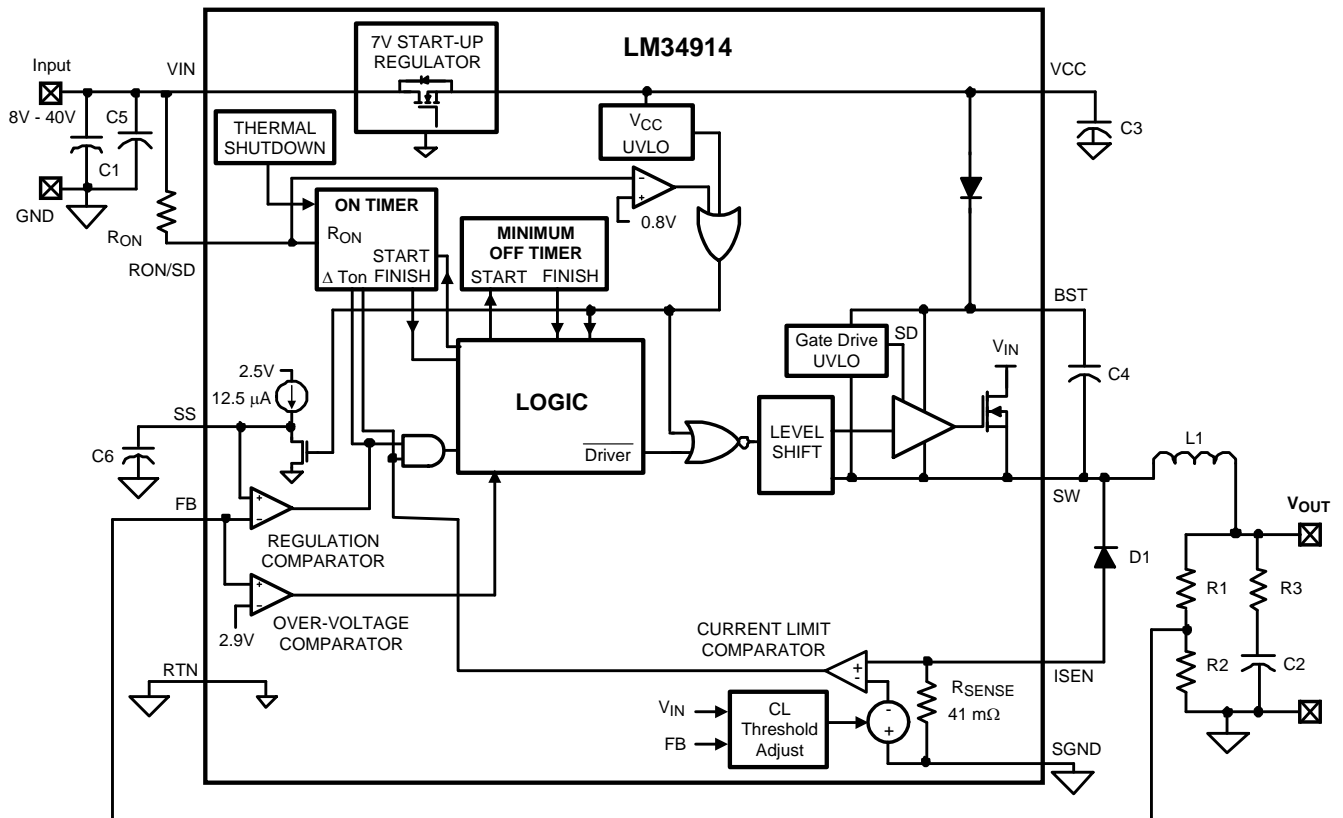 LM34914
7V START-UP
REGULATOR
Input
VIN
VCC
8V - 40V
C5
C1
GND
THERMAL
SHUTDOWN
VCC
UVLO
C3
RON
RON/SD
ON TIMER
RON
START
Δ Ton FINISH
MINIMUM
OFF TIMER
START FINISH
0.8V
BST
Gate Drive
UVLO
SD
VIN
C4
2.5V
12.5 μA
SS
C6
LOGIC
Driver
LEVEL
SHIFT
L1
SW
FB
VOUT
REGULATION
COMPARATOR
D1
R1
R3
2.9V
OVER-VOLTAGE
COMPARATOR
CURRENT LIMIT
COMPARATOR
R2
C2
RTN
ISEN
RSENSE
41 mΩ
VIN
FB
CL
Threshold
Adjust
SGND